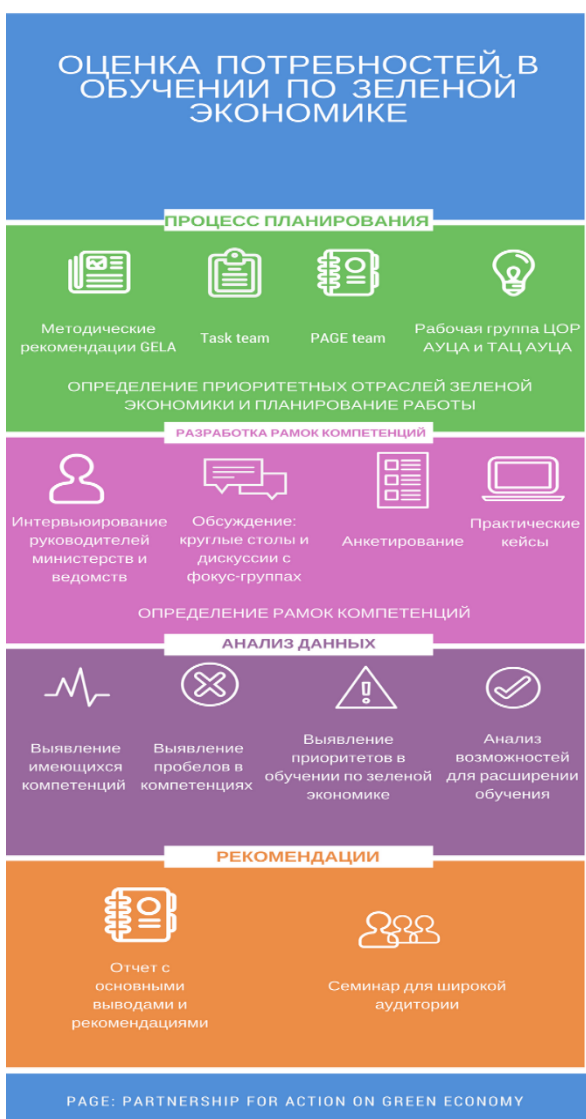 ОЦЕНКА ПОТРЕБНОСТЕЙ В
ОБУЧЕНИИ ПО ЗЕЛЕНОЙ
ЭКОНОМИКЕ
ПРОЦЕСС ПЛАНИРОВАНИЯ
Методические
рекомендации GELA
Task team
PAGE team
Рабочая группа ЦОР
АУЦА и ТАЦ АУЦА
ОПРЕДЕЛЕНИЕ ПРИОРИТЕТНЫХ ОТРАСЛЕЙ ЗЕЛЕНОЙ
ЭКОНОМИКИ И ПЛАНИРОВАНИЕ РАБОТЫ
РАЗРАБОТКА РАМОК КОМПЕТЕНЦИЙ
Интервьюирование
руководителей
министерств и
ведомств
Обсуждение:
круглые столы и
дискуссии с
фокус-группах
Анкетирование
Практические
кейсы
ОПРЕДЕЛЕНИЕ РАМОК КОМПЕТЕНЦИЙ
АНАЛИЗ ДАННЫХ
Выявление
имеющихся
компетенций
Выявление
пробелов в
компетенциях
Выявление
приоритетов в
обучении по зеленой
экономике
Анализ
возможностей
для расширении
обучения
РЕКОМЕНДАЦИИ
Отчет с
основными
выводами и
рекомендациями
Семинар для широкой
аудитории
PAGE: PARTNERSHIP FOR ACTION ON GREEN ECONOMY